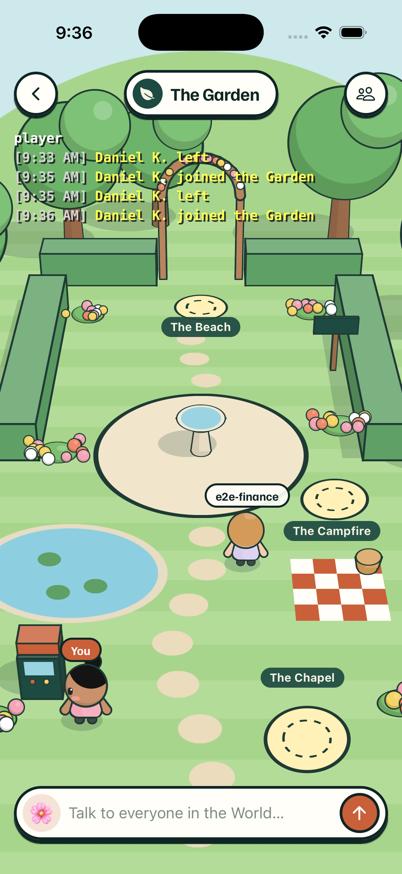 9:36
The Garden
player
[9:33 AM] Daniel K. left
[9:35 AM] Daniel K. joined the Garden
[9:35 AM] Daniel K. left
[9:36 AM] Daniel K. joined the Garden
The Beach
e2e-finance
The Campfire
You
The Chapel
Talk to everyone in the World...